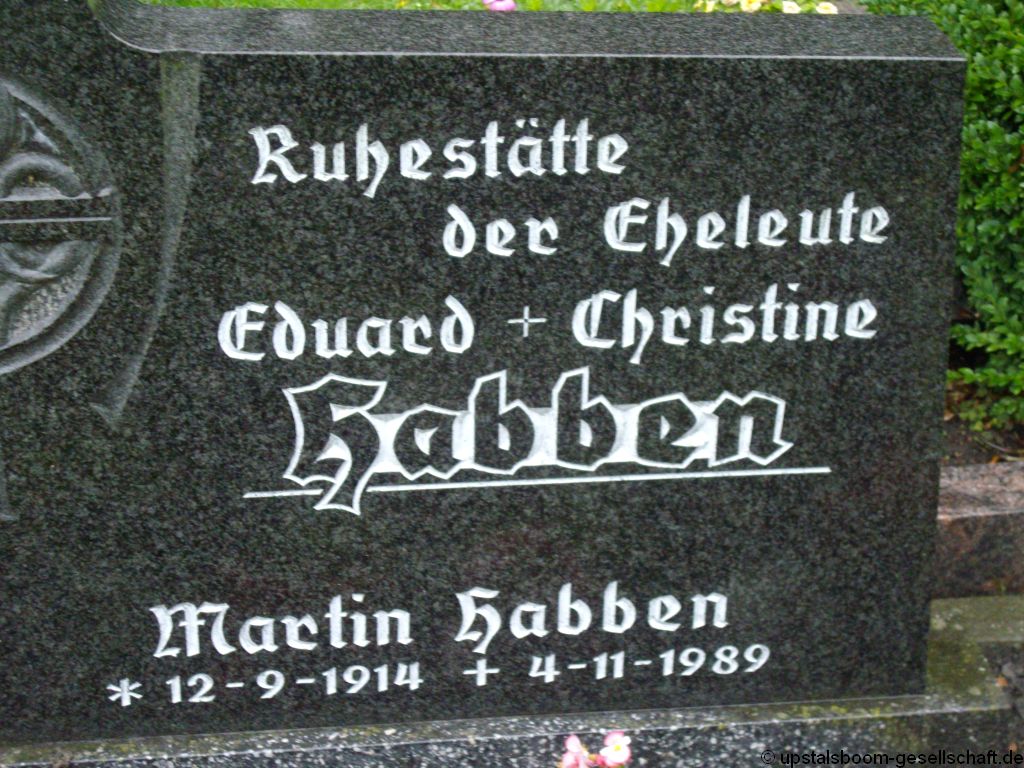 Ruhestätte
der Eheleute
Eduard + Christine
Habben
Martin Habben
* 12-9-1914 + 4-11-1989
© upstalsboom-gesellschaft.de